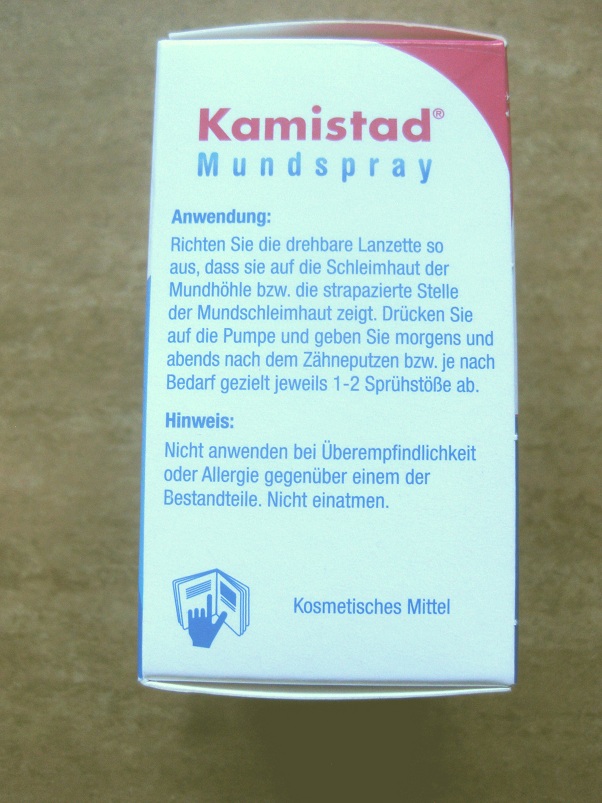 Kamistad®
Mundspray
Anwendung:
Richten Sie die drehbare Lanzette so
aus, dass sie auf die Schleimhaut der
Mundhöhle bzw. die strapazierte Stelle
der Mundschleimhaut zeigt. Drücken Sie
auf die Pumpe und geben Sie morgens und
abends nach dem Zähneputzen bzw. je nach
Bedarf gezielt jeweils 1-2 Sprühstöße ab.
Hinweis:
Nicht anwenden bei Überempfindlichkeit
oder Allergie gegenüber einem der
Bestandteile. Nicht einatmen.
Kosmetisches Mittel